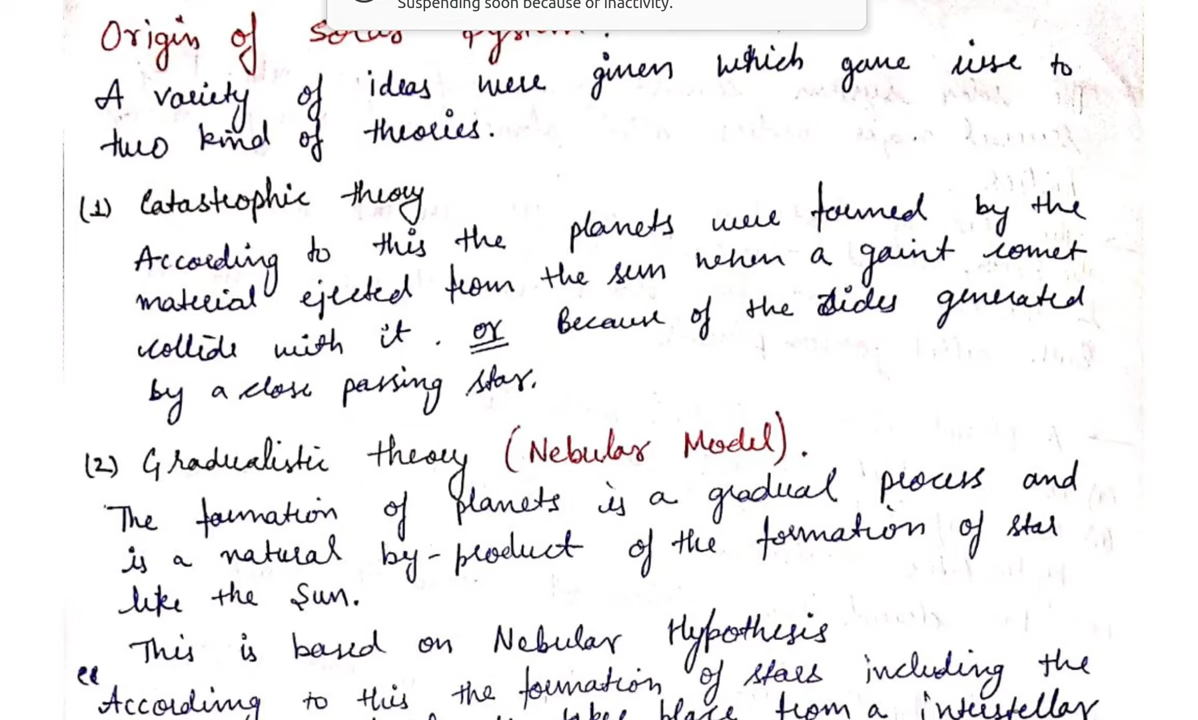 Suspending soon because of inactivity.
Origin of Solar System.
A variety of ideas were given which gave rise to
two kind of theories.
(1) Catastrophic theory
According to this the planets were formed by the
material ejected from the sun when a gaint comet
collide with it. or Because of the tides generated
by a close passing star.
(2) Gradualistic theory (Nebular Model).
The formation of planets is a gradual process and
is a natural by-product of the formation of star
like the Sun.
This is based on Nebular Hypothesis
"According to this the formation of stars including the
takes place from a interstellar